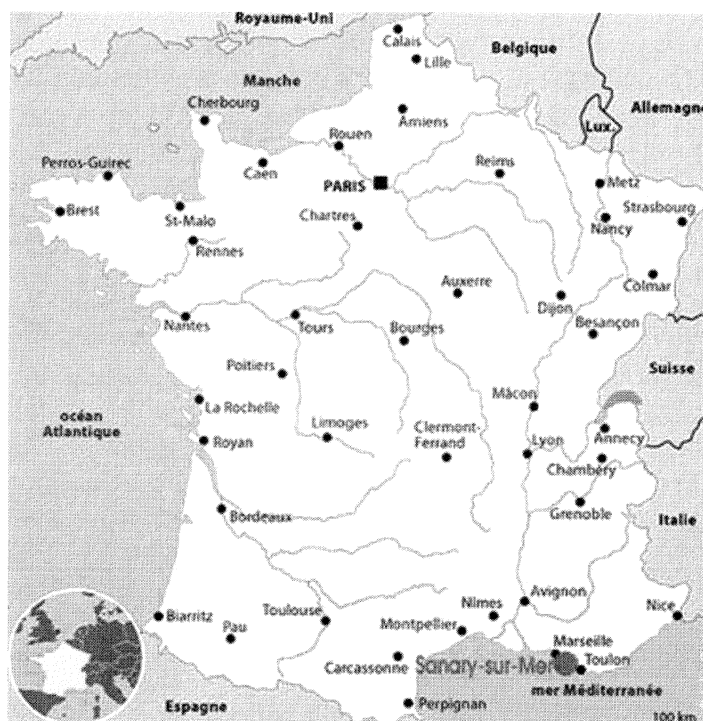 Royaume-Uni
Calais
Belgique
Lille
Manche
Cherbourg
Amiens
Allemagne
Lux.
Rouen
Perros-Guirec
Caen
Reims
PARIS
Metz
Brest
St-Malo
Chartres
Strasbourg
Nancy
Rennes
Auxerre
Colmar
Dijon
Nantes
Tours
Bourges
Besançon
Poitiers
Suisse
Mâcon
La Rochelle
océan
Atlantique
Limoges
Clermont-
Ferrand
Annecy
Royan
Lyon
Chambéry
Bordeaux
Grenoble
Italie
Avignon
Biarritz
Toulouse
Nîmes
Nice
Pau
Montpellier
Marseille
Carcassonne
Sanary-sur-Mer
Toulon
mer Méditerranée
Espagne
Perpignan
100 km